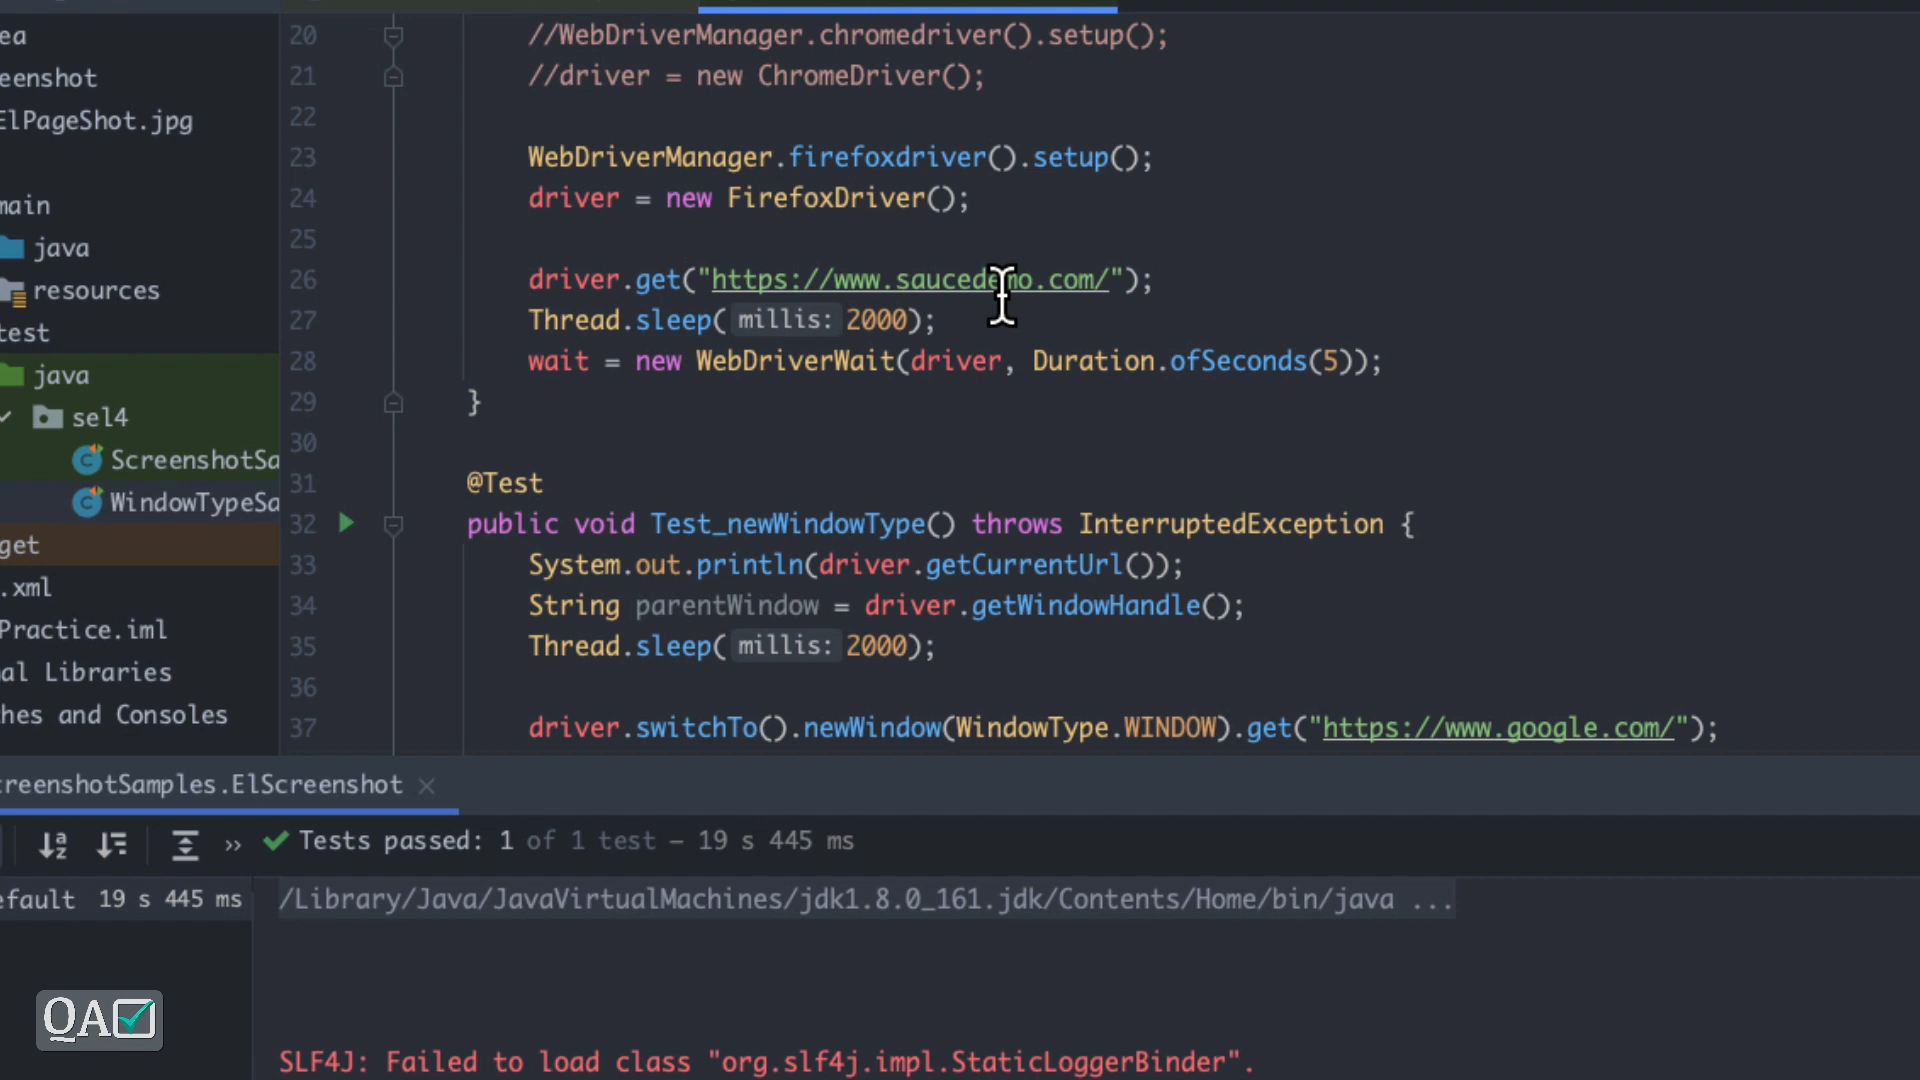 ea
eenshot
ElPageShot.jpg
main
java
resources
test
java
sel4
ScreenshotSa
WindowTypeSa
get
.xml
Practice.iml
al Libraries
hes and Consoles
20 //WebDriverManager.chromedriver().setup();
21 //driver = new ChromeDriver();
22
23 WebDriverManager.firefoxdriver().setup();
24 driver = new FirefoxDriver();
25
26 driver.get("https://www.saucedemo.com/");
27 Thread.sleep( millis: 2000);
28 wait = new WebDriverWait(driver, Duration.ofSeconds(5));
29 }
30
31 @Test
32 public void Test_newWindowType() throws InterruptedException {
33 System.out.println(driver.getCurrentUrl());
34 String parentWindow = driver.getWindowHandle();
35 Thread.sleep( millis: 2000);
36
37 driver.switchTo().newWindow(WindowType.WINDOW).get("https://www.google.com/");
creenshotSamples.ElScreenshot
Tests passed: 1 of 1 test – 19 s 445 ms
efault 19 s 445 ms
/Library/Java/JavaVirtualMachines/jdk1.8.0_161.jdk/Contents/Home/bin/java ...
SLF4J: Failed to load class "org.slf4j.impl.StaticLoggerBinder".
QA